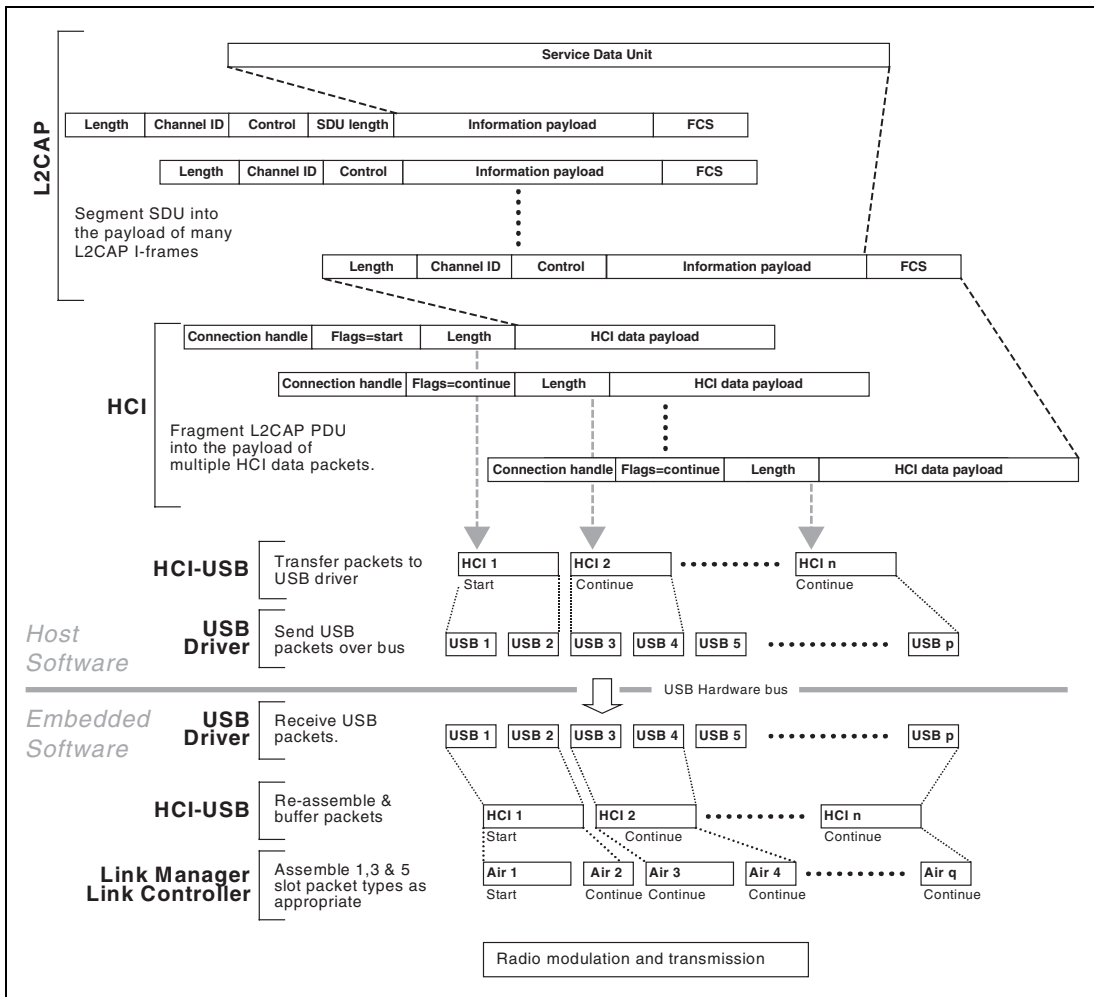 Service Data Unit
L2CAP
Length Channel ID Control SDU length Information payload FCS
Length Channel ID Control Information payload FCS
Segment SDU into
the payload of many
L2CAP I-frames
Length Channel ID Control Information payload FCS
Connection handle Flags=start Length HCI data payload
Connection handle Flags=continue Length HCI data payload
HCI
Fragment L2CAP PDU
into the payload of
multiple HCI data packets.
Connection handle Flags=continue Length HCI data payload
HCI-USB
Transfer packets to
USB driver
HCI 1 HCI 2 HCI n
Start Continue Continue
Host
Software
USB
Driver
Send USB
packets over bus
USB 1 USB 2 USB 3 USB 4 USB 5 USB p
USB Hardware bus
Embedded
Software
USB
Driver
Receive USB
packets.
USB 1 USB 2 USB 3 USB 4 USB 5 USB p
HCI-USB
Re-assemble &
buffer packets
HCI 1 HCI 2 HCI n
Start Continue Continue
Link Manager
Link Controller
Assemble 1,3 & 5
slot packet types as
appropriate
Air 1 Air 2 Air 3 Air 4 Air q
Start Continue Continue Continue Continue
Radio modulation and transmission